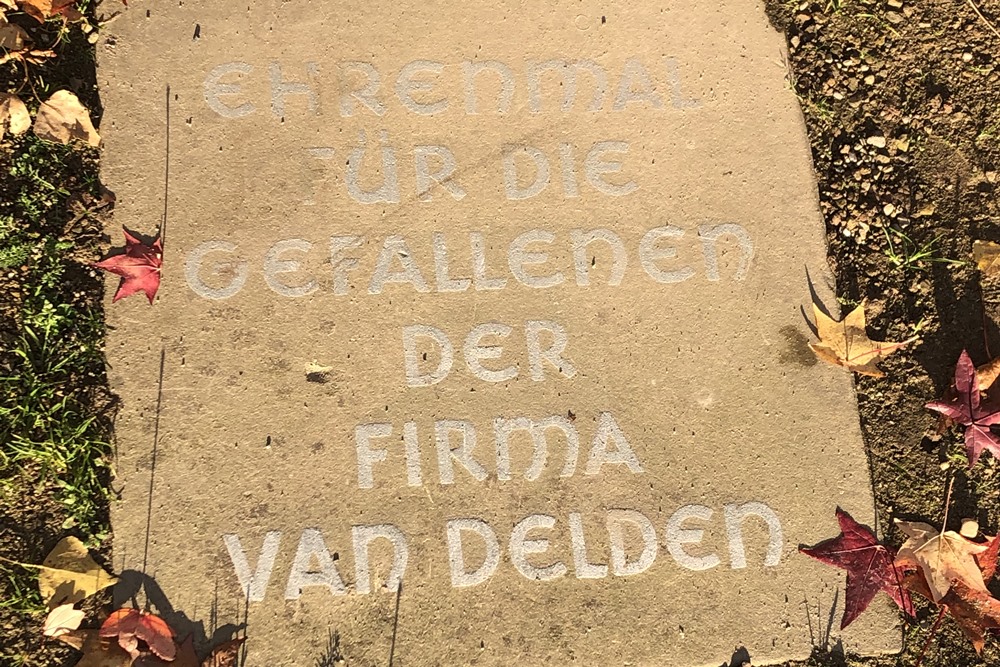 EHRENMAL
FÜR DIE
GEFALLENEN
DER
FIRMA
VAN DELDEN